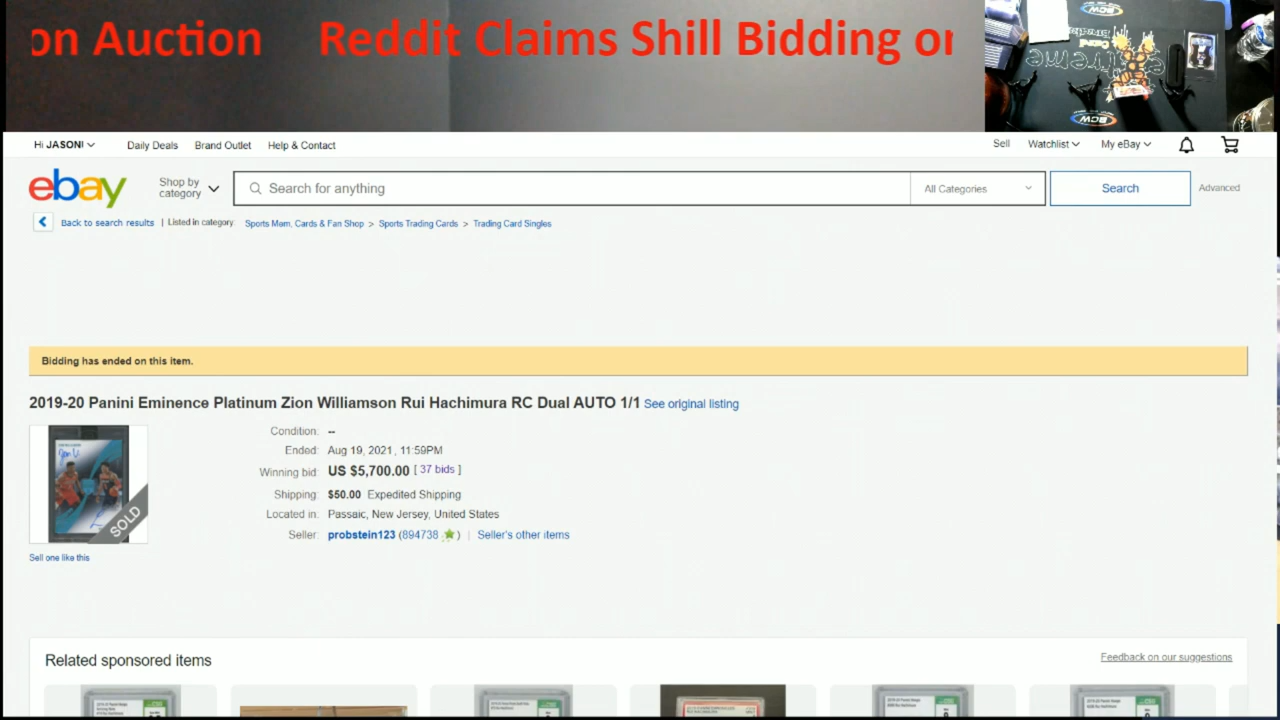 on Auction Reddit Claims Shill Bidding or
Hi JASON! Daily Deals Brand Outlet Help & Contact Sell Watchlist My eBay
ebay Shop by category Search for anything All Categories Search Advanced
Back to search results | Listed in category: Sports Mem, Cards & Fan Shop > Sports Trading Cards > Trading Card Singles
Bidding has ended on this item.
2019-20 Panini Eminence Platinum Zion Williamson Rui Hachimura RC Dual AUTO 1/1 See original listing
Condition: --
Ended: Aug 19, 2021, 11:59PM
Winning bid: US $5,700.00 [ 37 bids ]
Shipping: $50.00 Expedited Shipping
Located in: Passaic, New Jersey, United States
Seller: probstein123 (894738 ) | Seller's other items
SOLD
Sell one like this
Related sponsored items Feedback on our suggestions
BCW
extreme
BCW